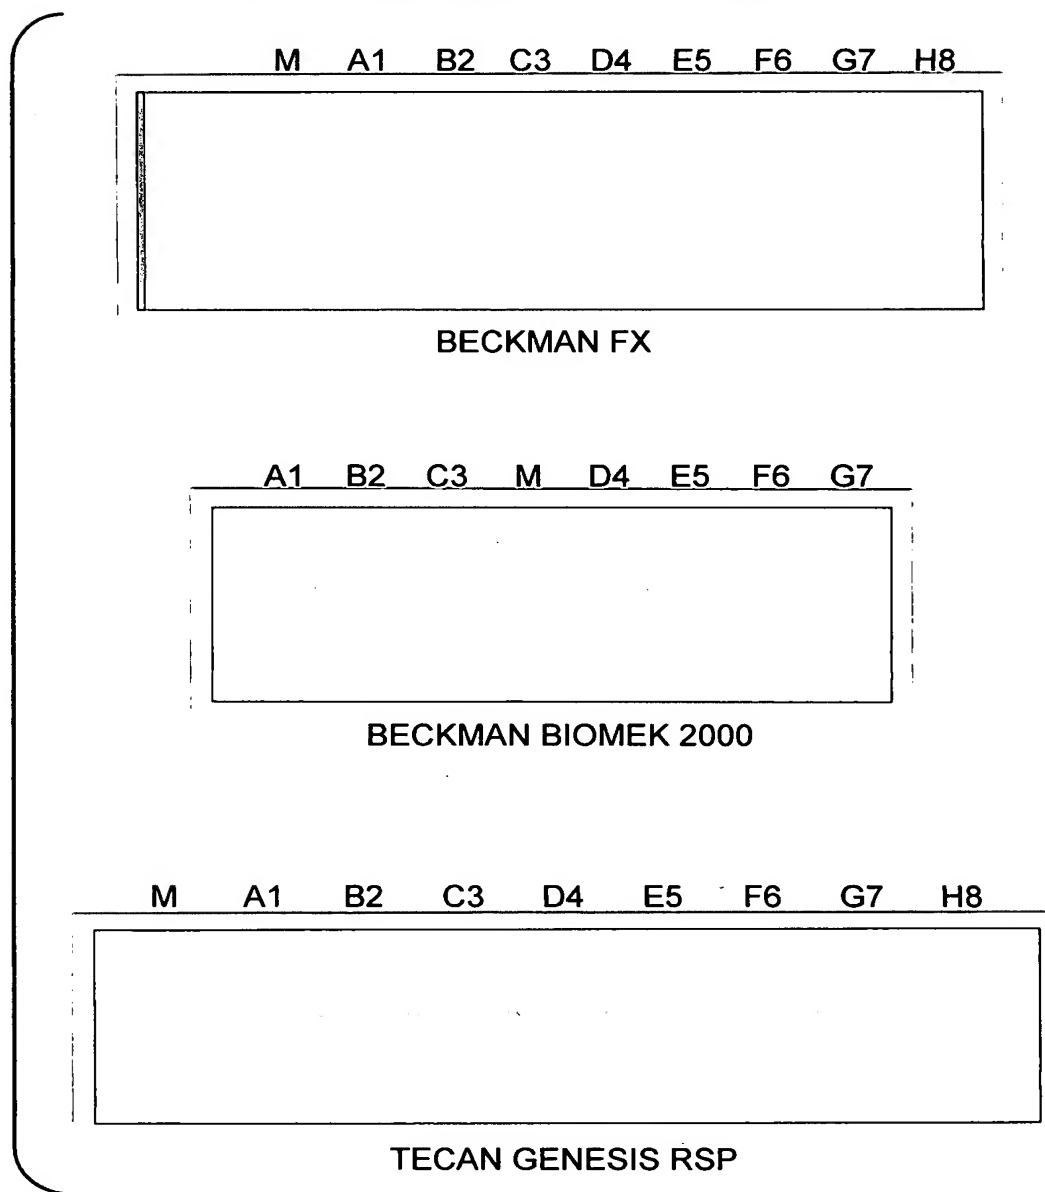 M A1 B2 C3 D4 E5 F6 G7 H8
BECKMAN FX
A1 B2 C3 M D4 E5 F6 G7
BECKMAN BIOMEK 2000
M A1 B2 C3 D4 E5 F6 G7 H8
TECAN GENESIS RSP